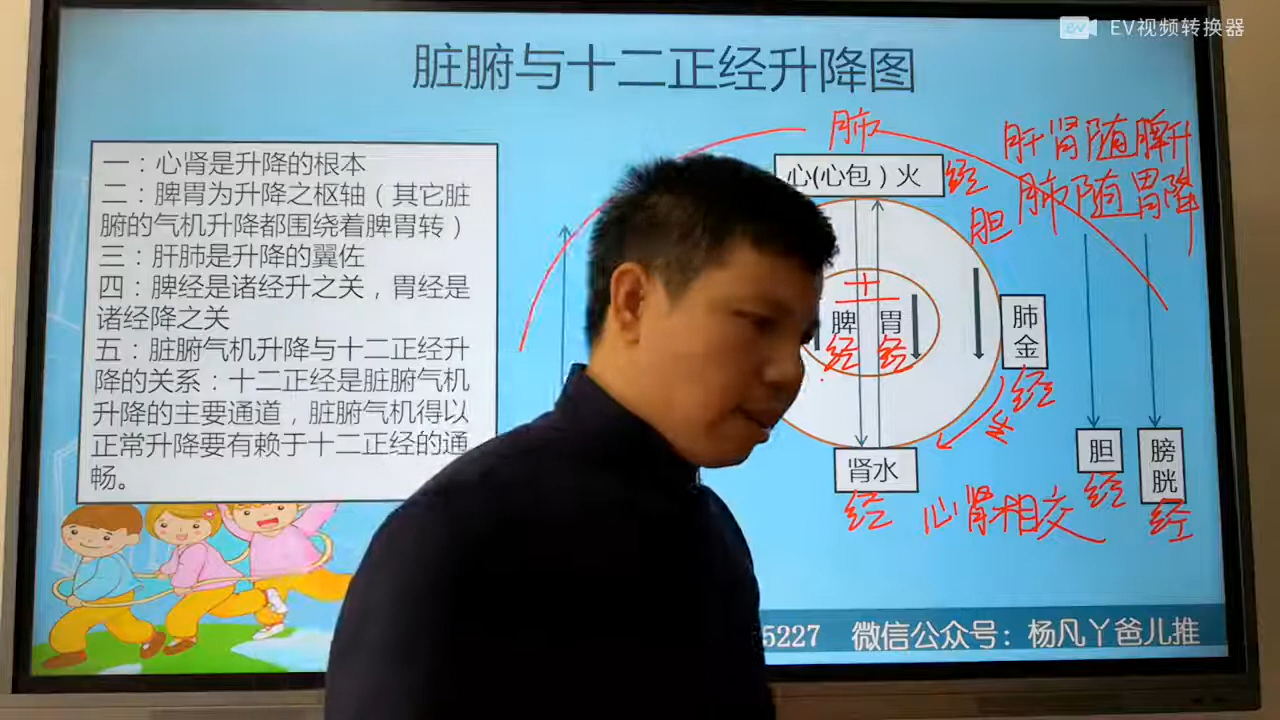 EV视频转换器
脏腑与十二正经升降图
一：心肾是升降的根本
二：脾胃为升降之枢轴（其它脏
腑的气机升降都围绕着脾胃转）
三：肝肺是升降的翼佐
四：脾经是诸经升之关，胃经是
诸经降之关
五：脏腑气机升降与十二正经升
降的关系：十二正经是脏腑气机
升降的主要通道，脏腑气机得以
正常升降要有赖于十二正经的通
畅。
肺
肝肾随脾升
肺随胃降
心(心包）火
经
胆
土
脾 胃
经 经
肺
金
经
肾水
经
心肾相交
胆
经
膀
胱
经
5227 微信公众号：杨凡丫爸儿推